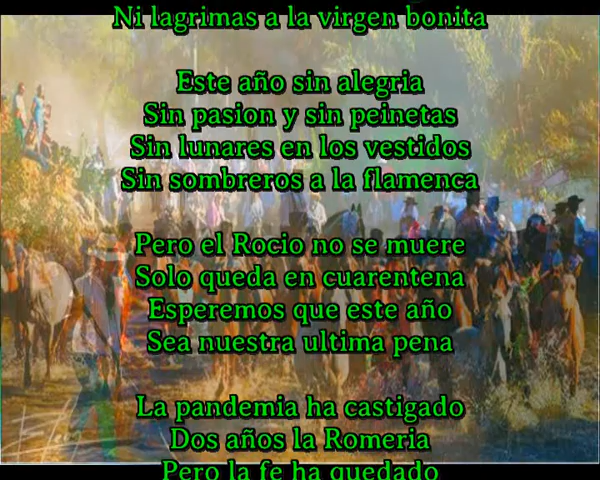 Ni lagrimas a la virgen bonita
Este año sin alegria
Sin pasion y sin peinetas
Sin lunares en los vestidos
Sin sombreros a la flamenca
Pero el Rocio no se muere
Solo queda en cuarentena
Esperemos que este año
Sea nuestra ultima pena
La pandemia ha castigado
Dos años la Romeria
Pero la fe ha quedado